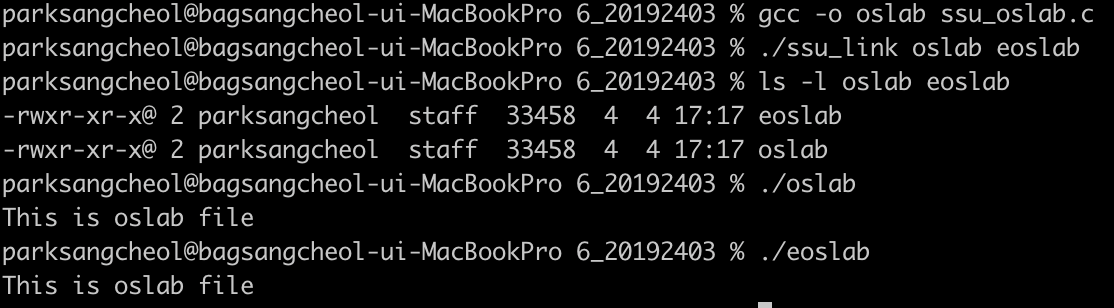 parksangcheol@bagsangcheol-ui-MacBookPro 6_20192403 % gcc -o oslab ssu_oslab.c
parksangcheol@bagsangcheol-ui-MacBookPro 6_20192403 % ./ssu_link oslab eoslab
parksangcheol@bagsangcheol-ui-MacBookPro 6_20192403 % ls -l oslab eoslab
-rwxr-xr-x@ 2 parksangcheol  staff  33458  4  4 17:17 eoslab
-rwxr-xr-x@ 2 parksangcheol  staff  33458  4  4 17:17 oslab
parksangcheol@bagsangcheol-ui-MacBookPro 6_20192403 % ./oslab
This is oslab file
parksangcheol@bagsangcheol-ui-MacBookPro 6_20192403 % ./eoslab
This is oslab file